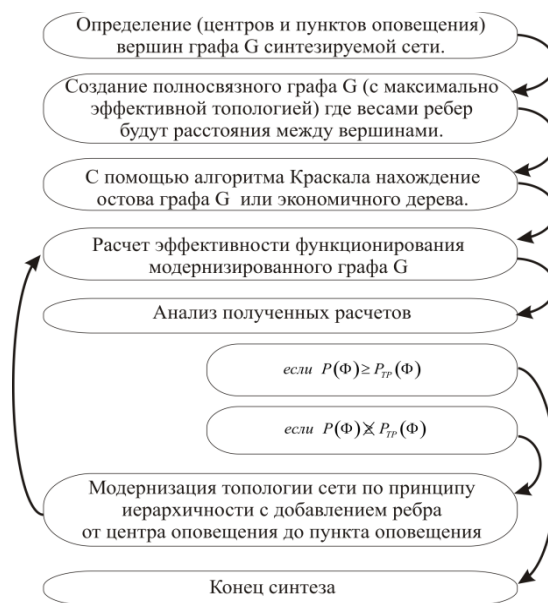 Определение (центров и пунктов оповещения)
вершин графа G синтезируемой сети.
Создание полносвязного графа G (с максимально
эффективной топологией) где весами ребер
будут расстояния между вершинами.
С помощью алгоритма Краскала нахождение
остова графа G или экономичного дерева.
Расчет эффективности функционирования
модернизированного графа G
Анализ полученных расчетов
если P(Φ) ≥ P_TP(Φ)
если P(Φ) ≱ P_TP(Φ)
Модернизация топологии сети по принципу
иерархичности с добавлением ребра
от центра оповещения до пункта оповещения
Конец синтеза